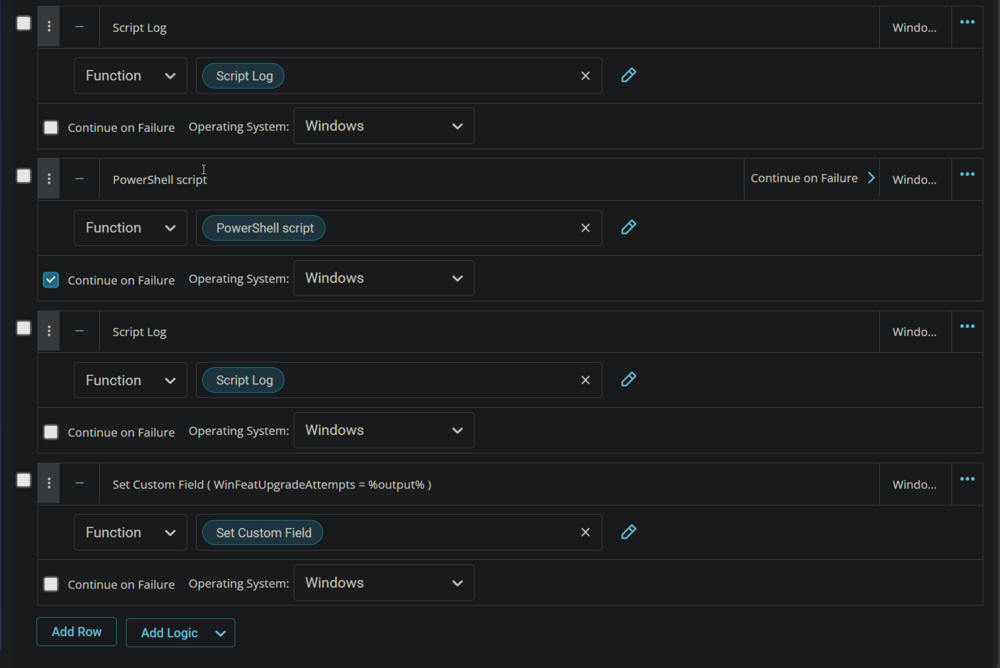 Script Log Windo... •••
Function Script Log ×
Continue on Failure Operating System: Windows
PowerShell script Continue on Failure Windo... •••
Function PowerShell script ×
Continue on Failure Operating System: Windows
Script Log Windo... •••
Function Script Log ×
Continue on Failure Operating System: Windows
Set Custom Field ( WinFeatUpgradeAttempts = %output% ) Windo... •••
Function Set Custom Field ×
Continue on Failure Operating System: Windows
Add Row Add Logic